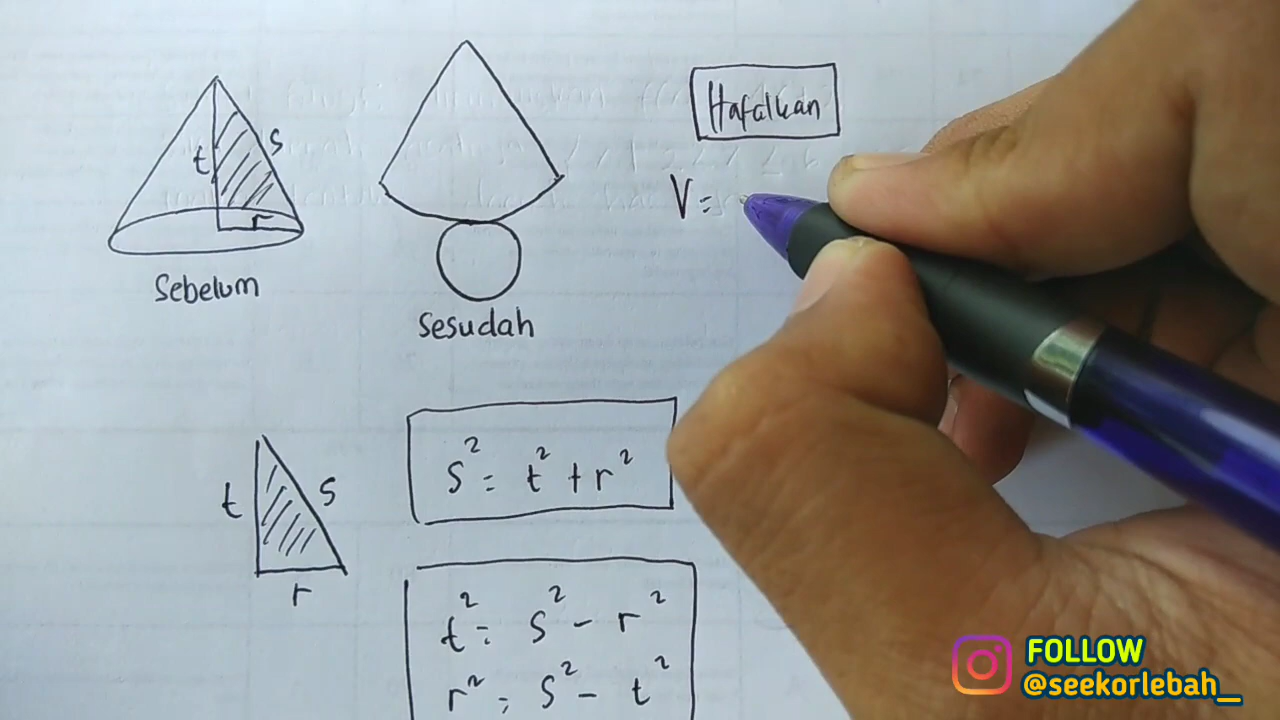 t
s
r
Sebelum
Sesudah
Hafalkan
V =
t
s
r
s² = t² + r²
t² = s² - r²
r² = s² - t²
FOLLOW
@seekorlebah_